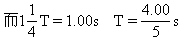 而1 1/4 T = 1.00s  T = 4.00/5 s